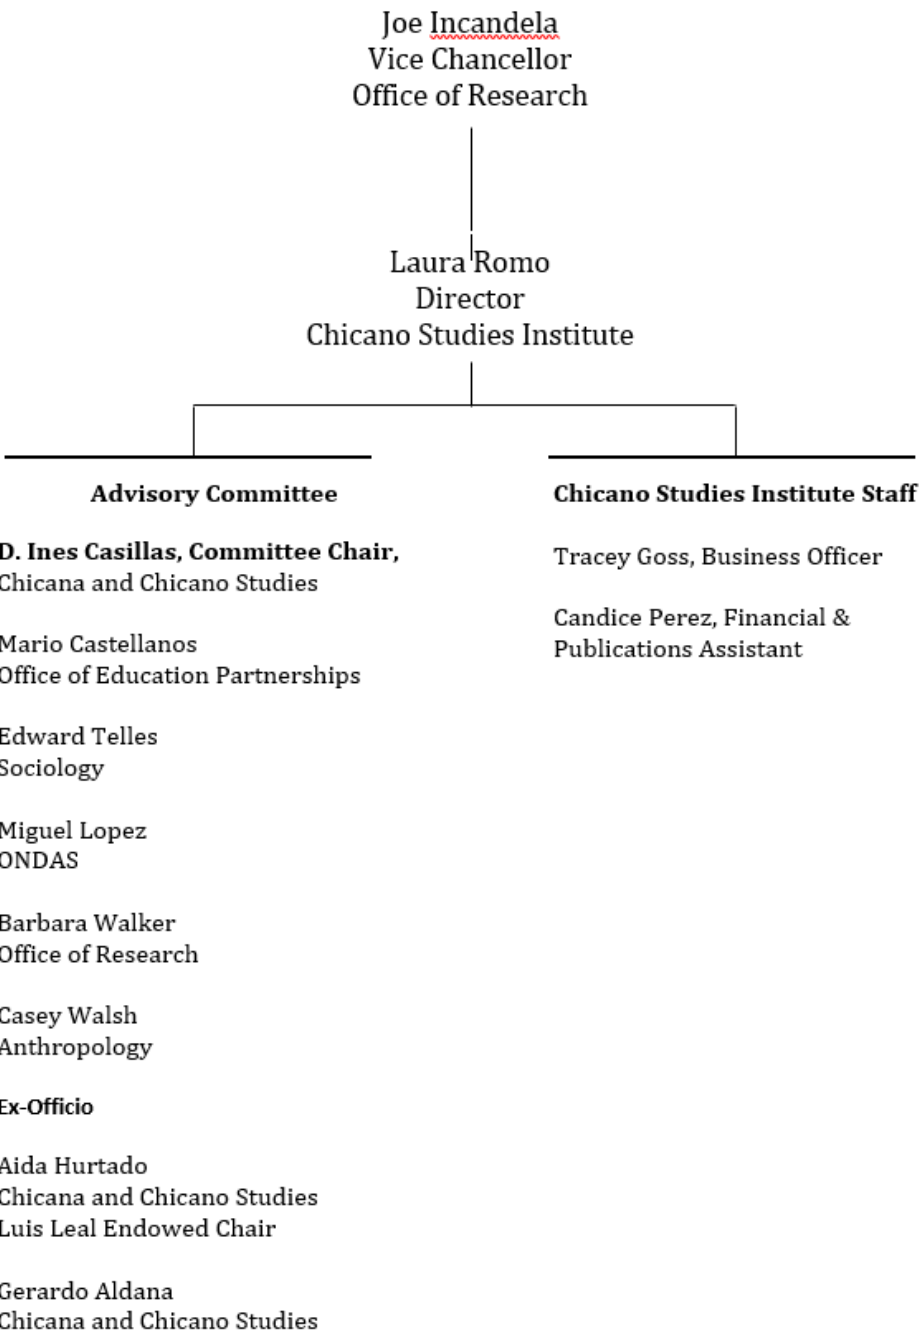 Joe Incandela
Vice Chancellor
Office of Research
Laura Romo
Director
Chicano Studies Institute
Advisory Committee
D. Ines Casillas, Committee Chair,
Chicana and Chicano Studies
Mario Castellanos
Office of Education Partnerships
Edward Telles
Sociology
Miguel Lopez
ONDAS
Barbara Walker
Office of Research
Casey Walsh
Anthropology
Ex-Officio
Aida Hurtado
Chicana and Chicano Studies
Luis Leal Endowed Chair
Gerardo Aldana
Chicana and Chicano Studies
Chicano Studies Institute Staff
Tracey Goss, Business Officer
Candice Perez, Financial &
Publications Assistant